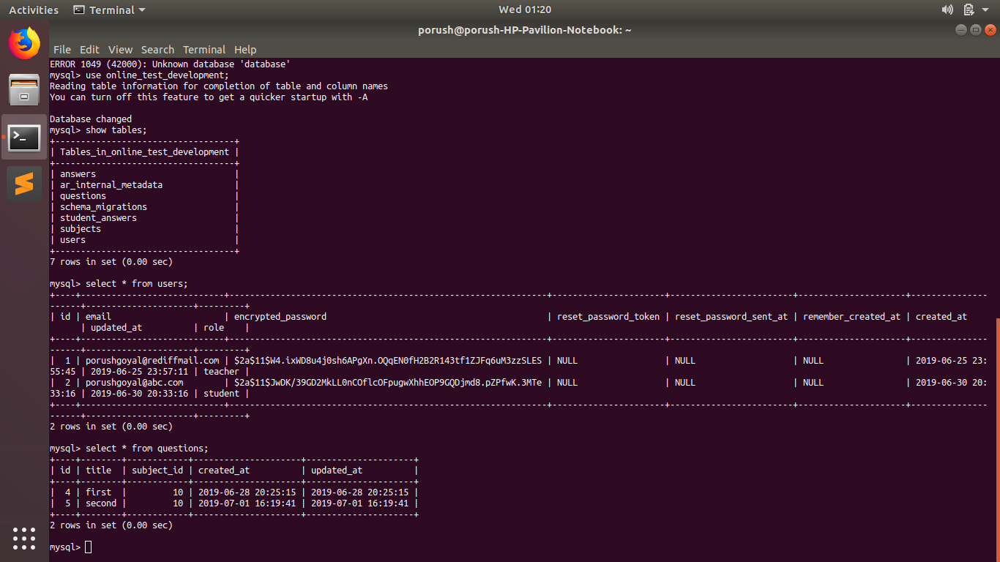 Activities Terminal Wed 01:20
porush@porush-HP-Pavilion-Notebook: ~
File Edit View Search Terminal Help
ERROR 1049 (42000): Unknown database 'database'
mysql> use online_test_development;
Reading table information for completion of table and column names
You can turn off this feature to get a quicker startup with -A
Database changed
mysql> show tables;
+-----------------------------------+
| Tables_in_online_test_development |
+-----------------------------------+
| answers                           |
| ar_internal_metadata              |
| questions                         |
| schema_migrations                 |
| student_answers                   |
| subjects                          |
| users                             |
+-----------------------------------+
7 rows in set (0.00 sec)
mysql> select * from users;
+----+----------------------------+--------------------------------------------------------------+----------------------+------------------------+---------------------+---------------
------+---------------------+---------+
| id | email                      | encrypted_password                                           | reset_password_token | reset_password_sent_at | remember_created_at | created_at
      | updated_at          | role    |
+----+----------------------------+--------------------------------------------------------------+----------------------+------------------------+---------------------+---------------
------+---------------------+---------+
|  1 | porushgoyal@rediffmail.com | $2a$11$W4.ixWD8u4j0sh6APgXn.OQqEN0fH2B2R143tf1ZJFq6uM3zzSLES | NULL                 | NULL                   | NULL                | 2019-06-25 23:
55:45 | 2019-06-25 23:57:11 | teacher |
|  2 | porushgoyal@abc.com        | $2a$11$JwDK/39GD2MkLL0nCOflcOFpugwXhhEOP9GQDjmd8.pZPfwK.3MTe | NULL                 | NULL                   | NULL                | 2019-06-30 20:
33:16 | 2019-06-30 20:33:16 | student |
+----+----------------------------+--------------------------------------------------------------+----------------------+------------------------+---------------------+---------------
------+---------------------+---------+
2 rows in set (0.00 sec)
mysql> select * from questions;
+----+--------+------------+---------------------+---------------------+
| id | title  | subject_id | created_at          | updated_at          |
+----+--------+------------+---------------------+---------------------+
|  4 | first  |         10 | 2019-06-28 20:25:15 | 2019-06-28 20:25:15 |
|  5 | second |         10 | 2019-07-01 16:19:41 | 2019-07-01 16:19:41 |
+----+--------+------------+---------------------+---------------------+
2 rows in set (0.00 sec)
mysql>